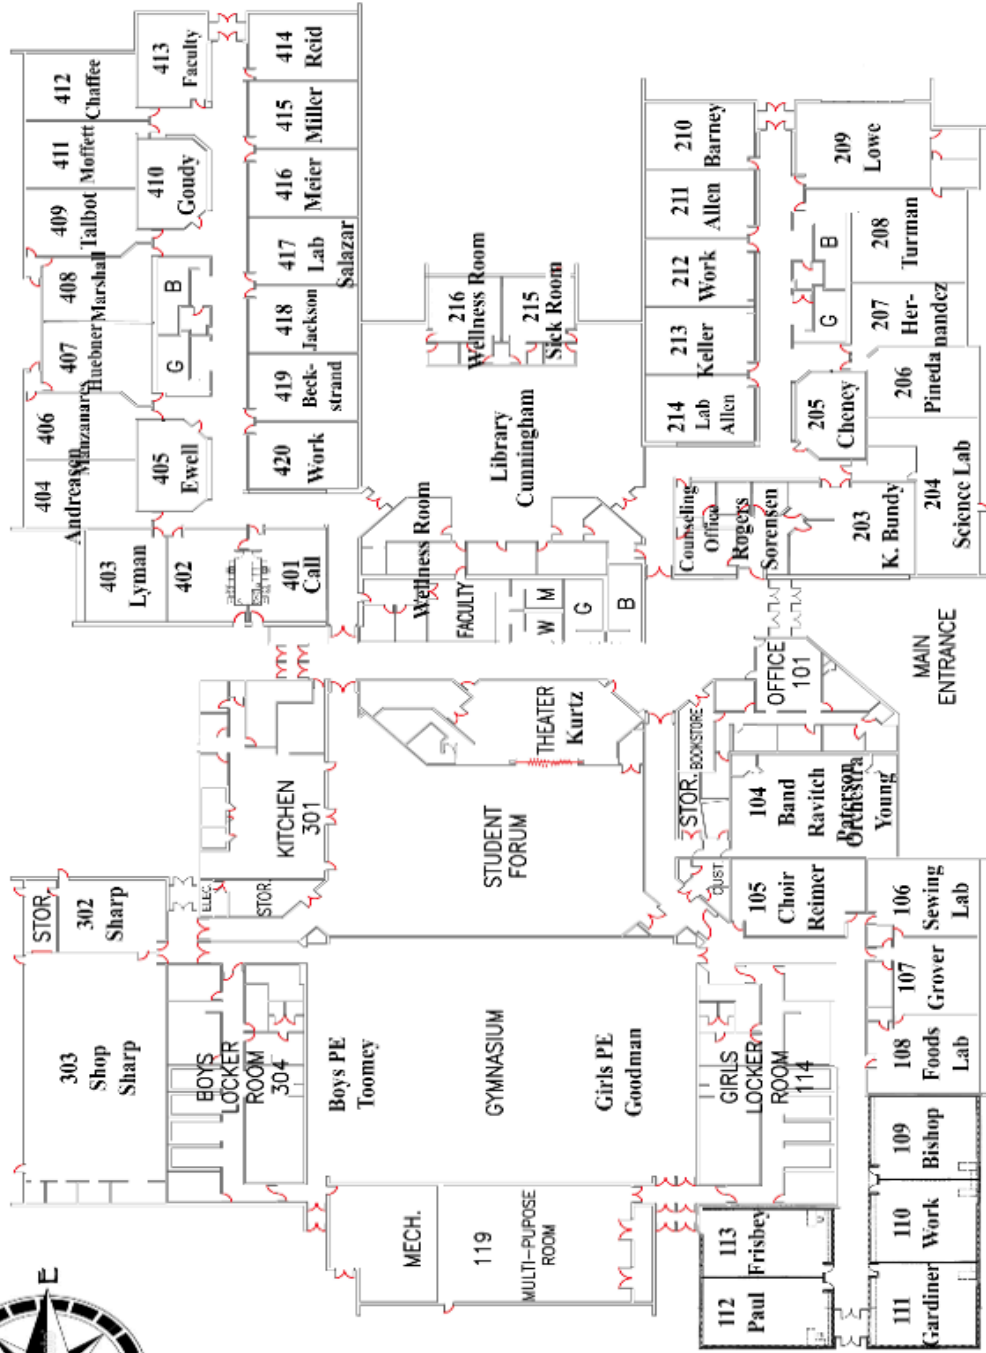 413
Faculty
412
Chaffee
411
Moffett
409
Talbot
408
Marshall
407
Huebner
406
Manzanares
404
Andreasen
410
Goudy
405
Ewell
B
G
414
Reid
415
Miller
416
Meier
417
Lab
Salazar
418
Jackson
419
Beck-
strand
420
Work
403
Lyman
402
401
Call
216
Wellness Room
215
Sick Room
Library
Cunningham
Wellness Room
FACULTY
W
M
G
B
210
Barney
211
Allen
212
Work
213
Keller
214
Lab
Allen
209
Lowe
208
Turman
207
Her-
nandez
206
Pineda
205
Cheney
B
G
204
Science Lab
203
K. Bundy
Counseling
Office
Rogers
Sorensen
MAIN
ENTRANCE
OFFICE
101
BOOKSTORE
STOR.
THEATER
Kurtz
STUDENT
FORUM
KITCHEN
301
ELEC.
STOR.
STOR.
302
Sharp
303
Shop
Sharp
BOYS
LOCKER
ROOM
304
Boys PE
Toomey
GYMNASIUM
Girls PE
Goodman
GIRLS
LOCKER
ROOM
114
104
Band
Ravitch
Paterson
Orchestra
Young
CUST.
105
Choir
Reimer
106
Sewing
Lab
107
Grover
108
Foods
Lab
109
Bishop
110
Work
111
Gardiner
112
Paul
113
Frisbey
MECH.
119
MULTI-PUPOSE
ROOM
E